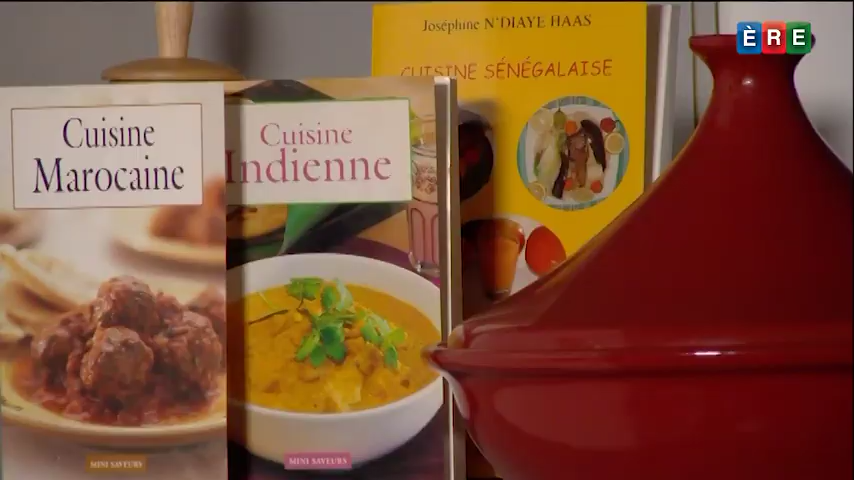 ÈRE
Joséphine N'DIAYE HAAS
CUISINE SÉNÉGALAISE
Cuisine
Marocaine
Cuisine
Indienne
MINI SAVEURS
MINI SAVEURS